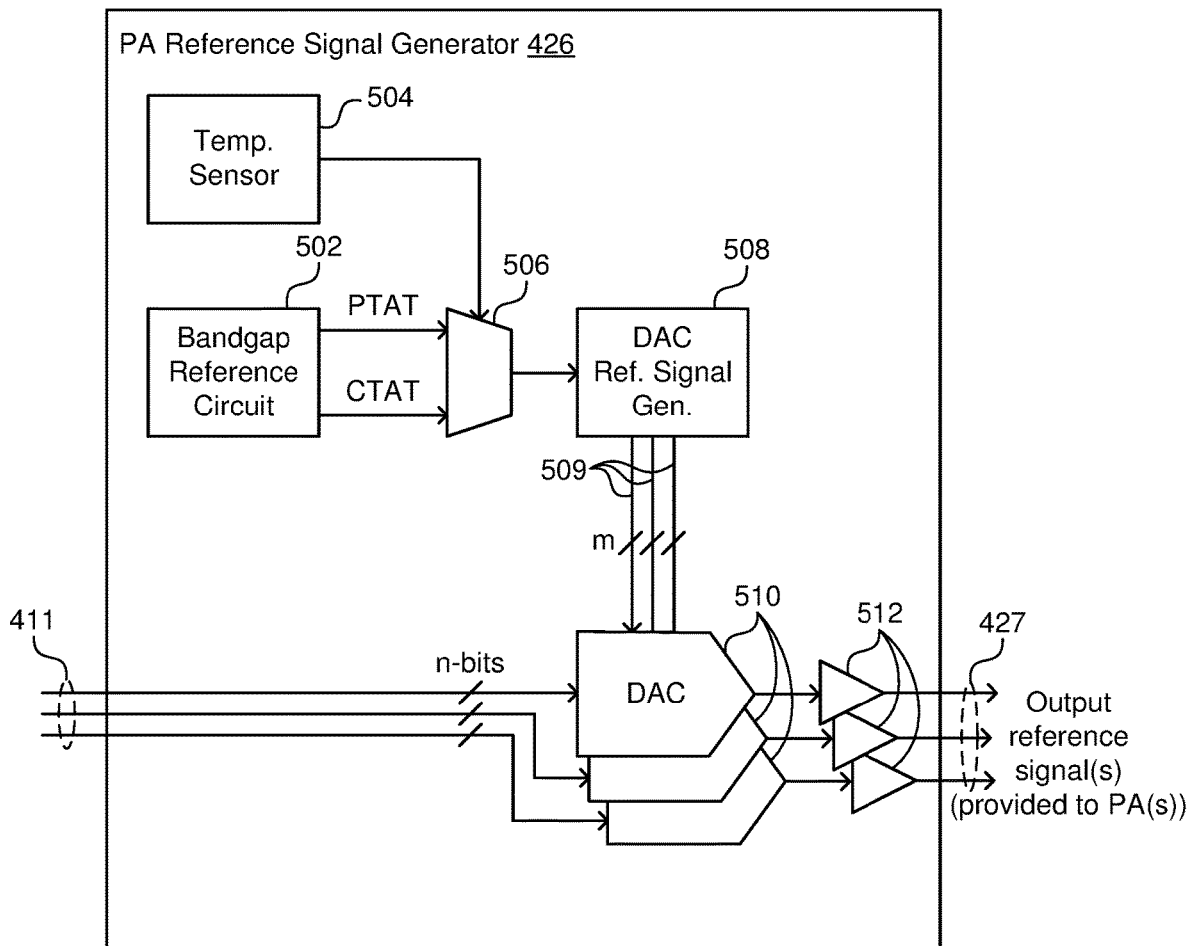 PA Reference Signal Generator 426
504
Temp.
Sensor
502
506
508
PTAT
Bandgap
Reference
Circuit
CTAT
DAC
Ref. Signal
Gen.
509
m
411
510
512
427
n-bits
DAC
Output
reference
signal(s)
(provided to PA(s))